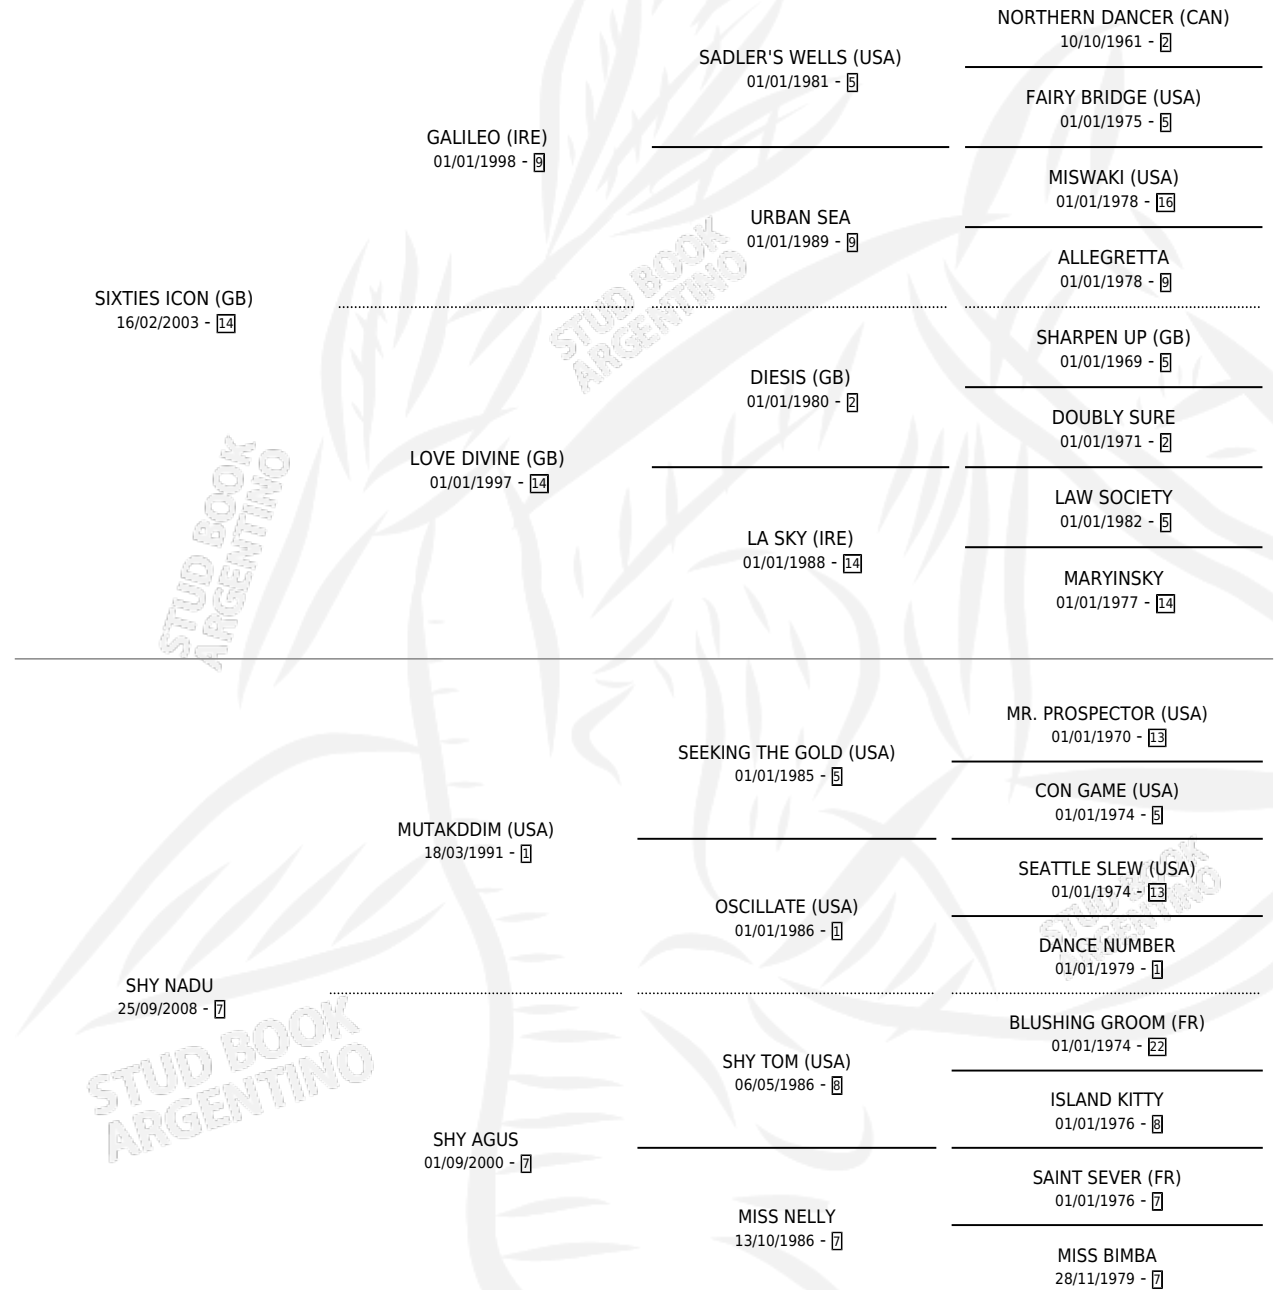 NORTHERN DANCER (CAN)
10/10/1961 - 2
SADLER'S WELLS (USA)
01/01/1981 - 5
FAIRY BRIDGE (USA)
01/01/1975 - 5
GALILEO (IRE)
01/01/1998 - 9
MISWAKI (USA)
01/01/1978 - 16
URBAN SEA
01/01/1989 - 9
ALLEGRETTA
01/01/1978 - 9
SIXTIES ICON (GB)
16/02/2003 - 14
SHARPEN UP (GB)
01/01/1969 - 5
DIESIS (GB)
01/01/1980 - 2
DOUBLY SURE
01/01/1971 - 2
LOVE DIVINE (GB)
01/01/1997 - 14
LAW SOCIETY
01/01/1982 - 5
LA SKY (IRE)
01/01/1988 - 14
MARYINSKY
01/01/1977 - 14
MR. PROSPECTOR (USA)
01/01/1970 - 13
SEEKING THE GOLD (USA)
01/01/1985 - 5
CON GAME (USA)
01/01/1974 - 5
MUTAKDDIM (USA)
18/03/1991 - 1
SEATTLE SLEW (USA)
01/01/1974 - 13
OSCILLATE (USA)
01/01/1986 - 1
DANCE NUMBER
01/01/1979 - 1
SHY NADU
25/09/2008 - 7
BLUSHING GROOM (FR)
01/01/1974 - 22
SHY TOM (USA)
06/05/1986 - 8
ISLAND KITTY
01/01/1976 - 8
SHY AGUS
01/09/2000 - 7
SAINT SEVER (FR)
01/01/1976 - 7
MISS NELLY
13/10/1986 - 7
MISS BIMBA
28/11/1979 - 7
STUD BOOK
ARGENTINO
STUD BOOK
ARGENTINO
STUD BOOK
ARGENTINO
STUD BOOK
ARGENTINO